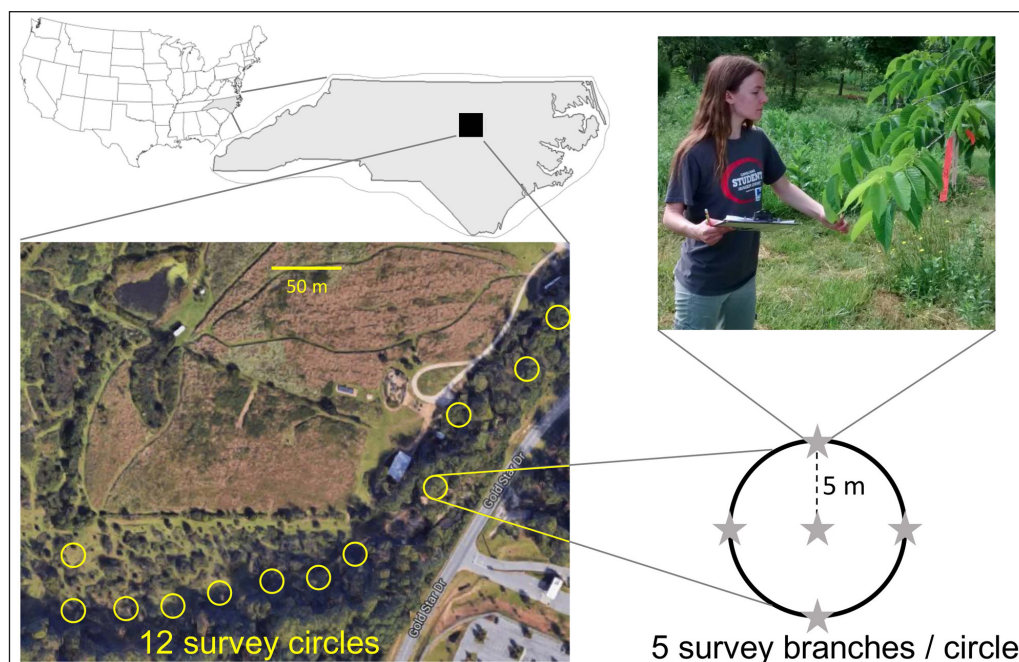 STUDENT
50 m
Gold Star Dr
5 m
Gold Star Dr
12 survey circles
5 survey branches / circle